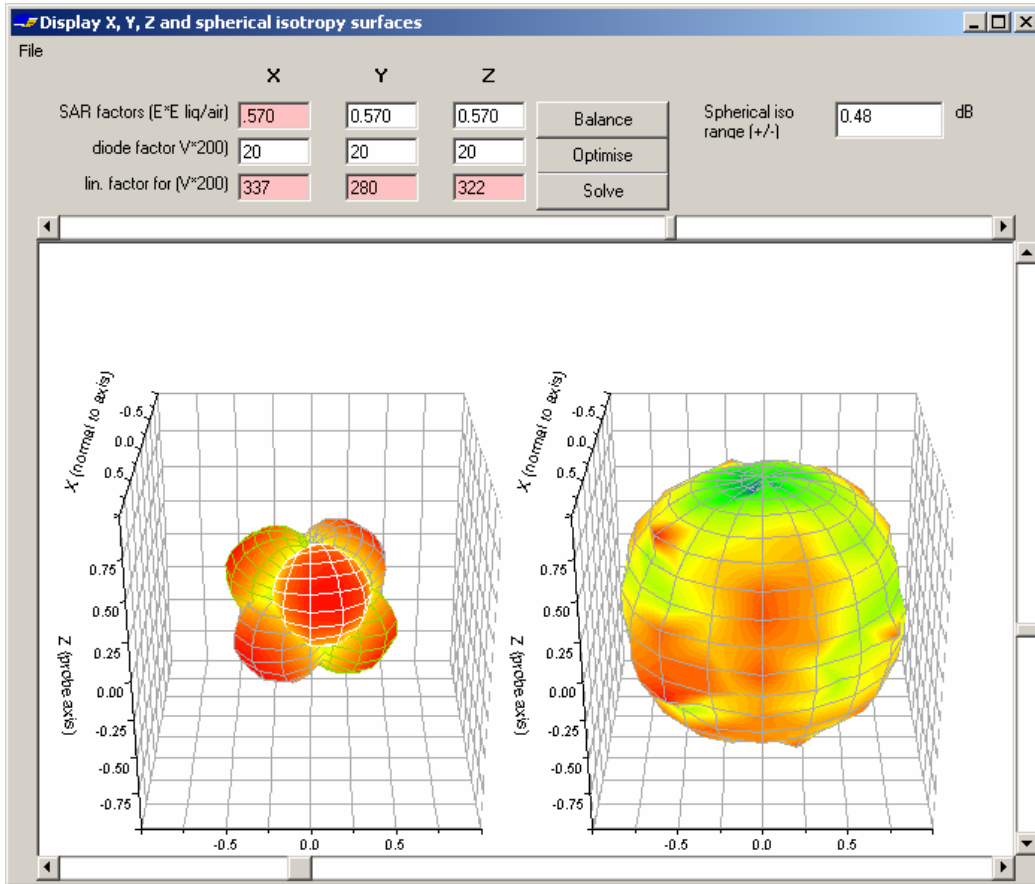 Display X, Y, Z and spherical isotropy surfaces
File
X Y Z
SAR factors (E*E liq/air) .570 0.570 0.570 Balance Spherical iso range (+/-) 0.48 dB
diode factor V*200) 20 20 20 Optimise
lin. factor for (V*200) 337 280 322 Solve
X (normal to axis)
-0.5
0.0
0.5
0.75
0.50
0.25
0.00
-0.25
-0.50
-0.75
Z (probe axis)
-0.5 0.0 0.5
X (normal to axis)
-0.5
0.0
0.5
0.75
0.50
0.25
0.00
-0.25
-0.50
-0.75
Z (probe axis)
-0.5 0.0 0.5